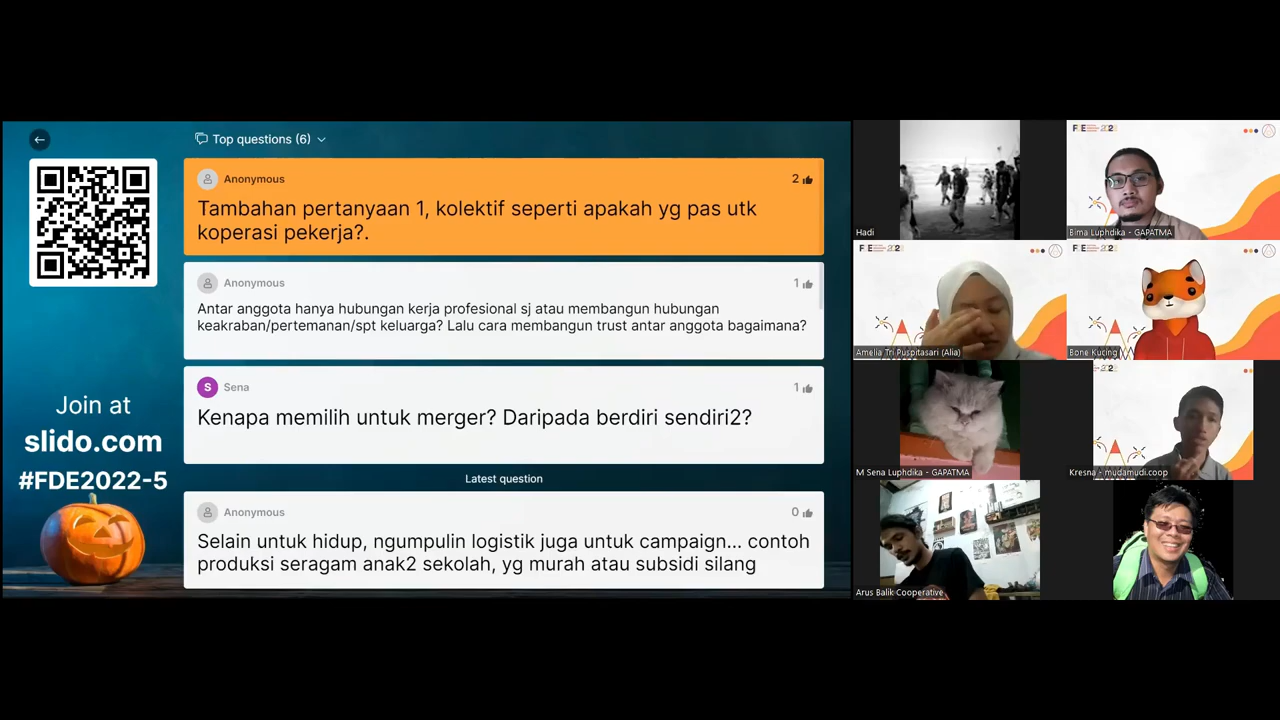 Top questions (6)
Anonymous
2
Tambahan pertanyaan 1, kolektif seperti apakah yg pas utk
koperasi pekerja?.
Anonymous
1
Antar anggota hanya hubungan kerja profesional sj atau membangun hubungan
keakraban/pertemanan/spt keluarga? Lalu cara membangun trust antar anggota bagaimana?
S
Sena
1
Kenapa memilih untuk merger? Daripada berdiri sendiri2?
Latest question
Anonymous
0
Selain untuk hidup, ngumpulin logistik juga untuk campaign... contoh
produksi seragam anak2 sekolah, yg murah atau subsidi silang
Join at
slido.com
#FDE2022-5
Hadi
Bima Luphdika - GAPATMA
Amelia Tri Puspitasari (Alia)
Bone Kucing
M Sena Luphdika - GAPATMA
Kresna - mudamudi.coop
Arus Balik Cooperative